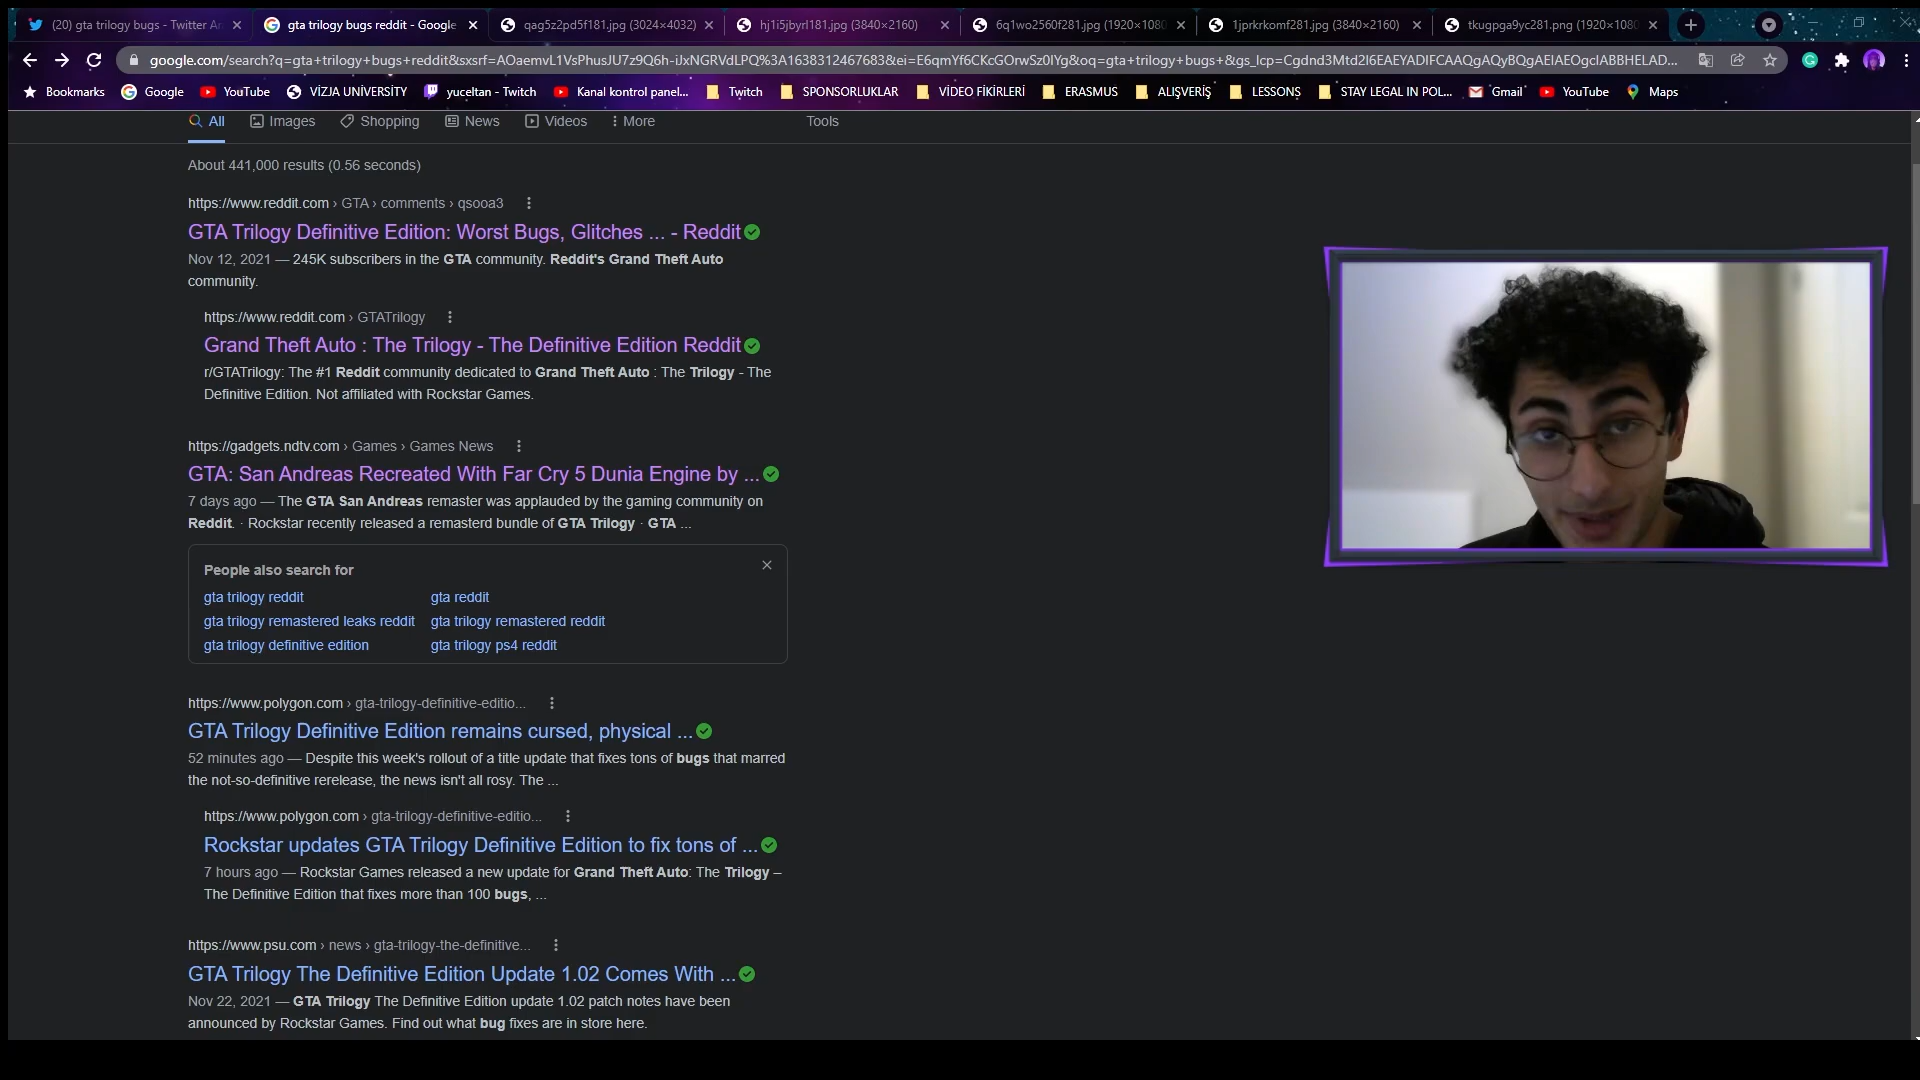 (20) gta trilogy bugs - Twitter Ar
gta trilogy bugs reddit - Google
qag5z2pd5f181.jpg (3024×4032)
hj1i5jbyrl181.jpg (3840×2160)
6q1wo2560f281.jpg (1920×1080
1jprkrkomf281.jpg (3840×2160)
tkugpga9yc281.png (1920×1080
google.com/search?q=gta+trilogy+bugs+reddit&sxsrf=AOaemvL1VsPhusJU7z9Q6h-iJxNGRVdLPQ%3A1638312467683&ei=E6qmYf6CKcGOrwSz0IYg&oq=gta+trilogy+bugs+&gs_lcp=Cgdnd3Mtd2l6EAEYADIFCAAQgAQyBQgAEIAEOgcIABBHELAD...
Bookmarks
Google
YouTube
VİZJA UNİVERSİTY
yuceltan - Twitch
Kanal kontrol panel...
Twitch
SPONSORLUKLAR
VİDEO FİKİRLERİ
ERASMUS
ALIŞVERİŞ
LESSONS
STAY LEGAL IN POL...
Gmail
YouTube
Maps
All
Images
Shopping
News
Videos
More
Tools
About 441,000 results (0.56 seconds)
https://www.reddit.com › GTA › comments › qsooa3
GTA Trilogy Definitive Edition: Worst Bugs, Glitches ... - Reddit
Nov 12, 2021 — 245K subscribers in the GTA community. Reddit's Grand Theft Auto
community.
https://www.reddit.com › GTATrilogy
Grand Theft Auto : The Trilogy - The Definitive Edition Reddit
r/GTATrilogy: The #1 Reddit community dedicated to Grand Theft Auto : The Trilogy - The
Definitive Edition. Not affiliated with Rockstar Games.
https://gadgets.ndtv.com › Games › Games News
GTA: San Andreas Recreated With Far Cry 5 Dunia Engine by ...
7 days ago — The GTA San Andreas remaster was applauded by the gaming community on
Reddit. · Rockstar recently released a remasterd bundle of GTA Trilogy · GTA ...
People also search for
gta trilogy reddit
gta reddit
gta trilogy remastered leaks reddit
gta trilogy remastered reddit
gta trilogy definitive edition
gta trilogy ps4 reddit
https://www.polygon.com › gta-trilogy-definitive-editio...
GTA Trilogy Definitive Edition remains cursed, physical ...
52 minutes ago — Despite this week's rollout of a title update that fixes tons of bugs that marred
the not-so-definitive rerelease, the news isn't all rosy. The ...
https://www.polygon.com › gta-trilogy-definitive-editio...
Rockstar updates GTA Trilogy Definitive Edition to fix tons of ...
7 hours ago — Rockstar Games released a new update for Grand Theft Auto: The Trilogy –
The Definitive Edition that fixes more than 100 bugs, ...
https://www.psu.com › news › gta-trilogy-the-definitive...
GTA Trilogy The Definitive Edition Update 1.02 Comes With ...
Nov 22, 2021 — GTA Trilogy The Definitive Edition update 1.02 patch notes have been
announced by Rockstar Games. Find out what bug fixes are in store here.